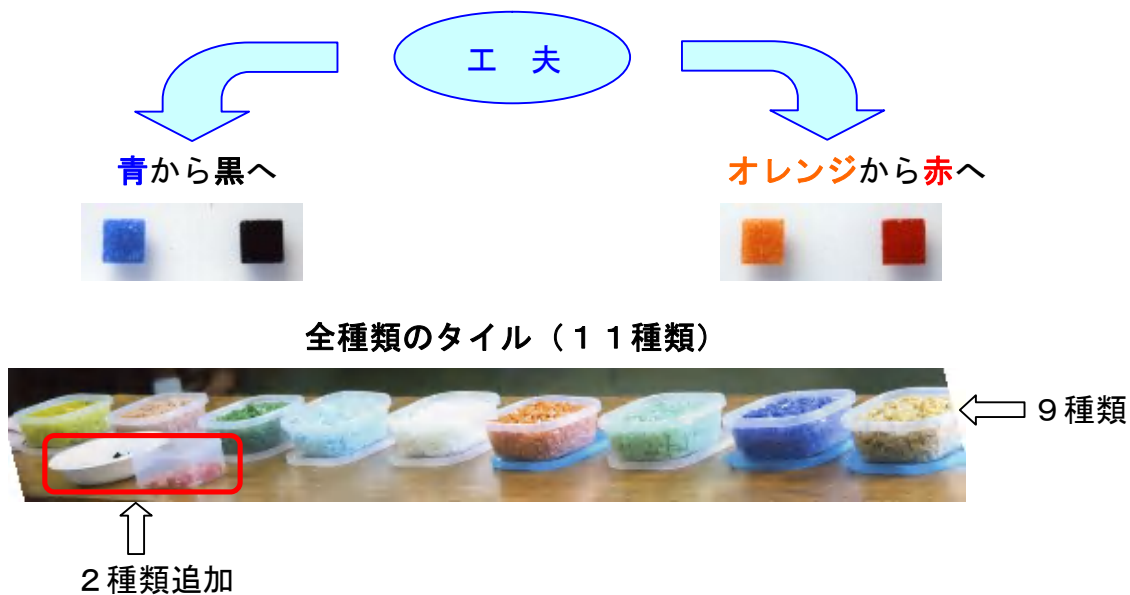 工　夫
青から黒へ
オレンジから赤へ
全種類のタイル（１１種類）
９種類
２種類追加